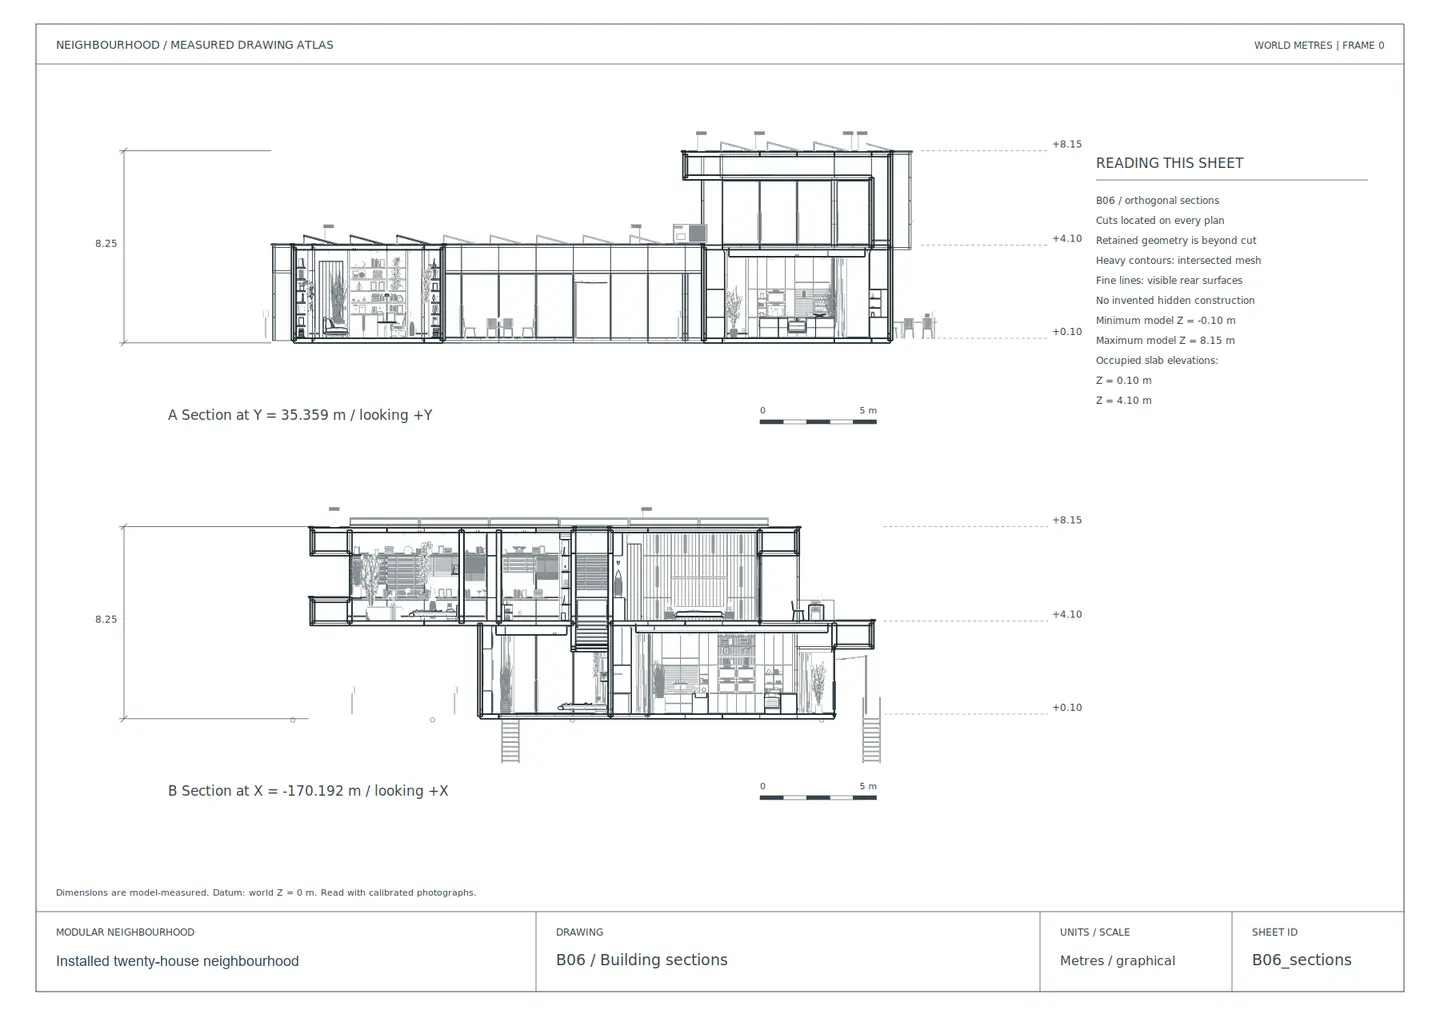 NEIGHBOURHOOD / MEASURED DRAWING ATLAS
WORLD METRES | FRAME 0
+8.15
8.25
+4.10
+0.10
READING THIS SHEET
B06 / orthogonal sections
Cuts located on every plan
Retained geometry is beyond cut
Heavy contours: intersected mesh
Fine lines: visible rear surfaces
No invented hidden construction
Minimum model Z = -0.10 m
Maximum model Z = 8.15 m
Occupied slab elevations:
Z = 0.10 m
Z = 4.10 m
A Section at Y = 35.359 m / looking +Y
0 5 m
+8.15
8.25
+4.10
+0.10
B Section at X = -170.192 m / looking +X
0 5 m
Dimensions are model-measured. Datum: world Z = 0 m. Read with calibrated photographs.
MODULAR NEIGHBOURHOOD
Installed twenty-house neighbourhood
DRAWING
B06 / Building sections
UNITS / SCALE
Metres / graphical
SHEET ID
B06_sections